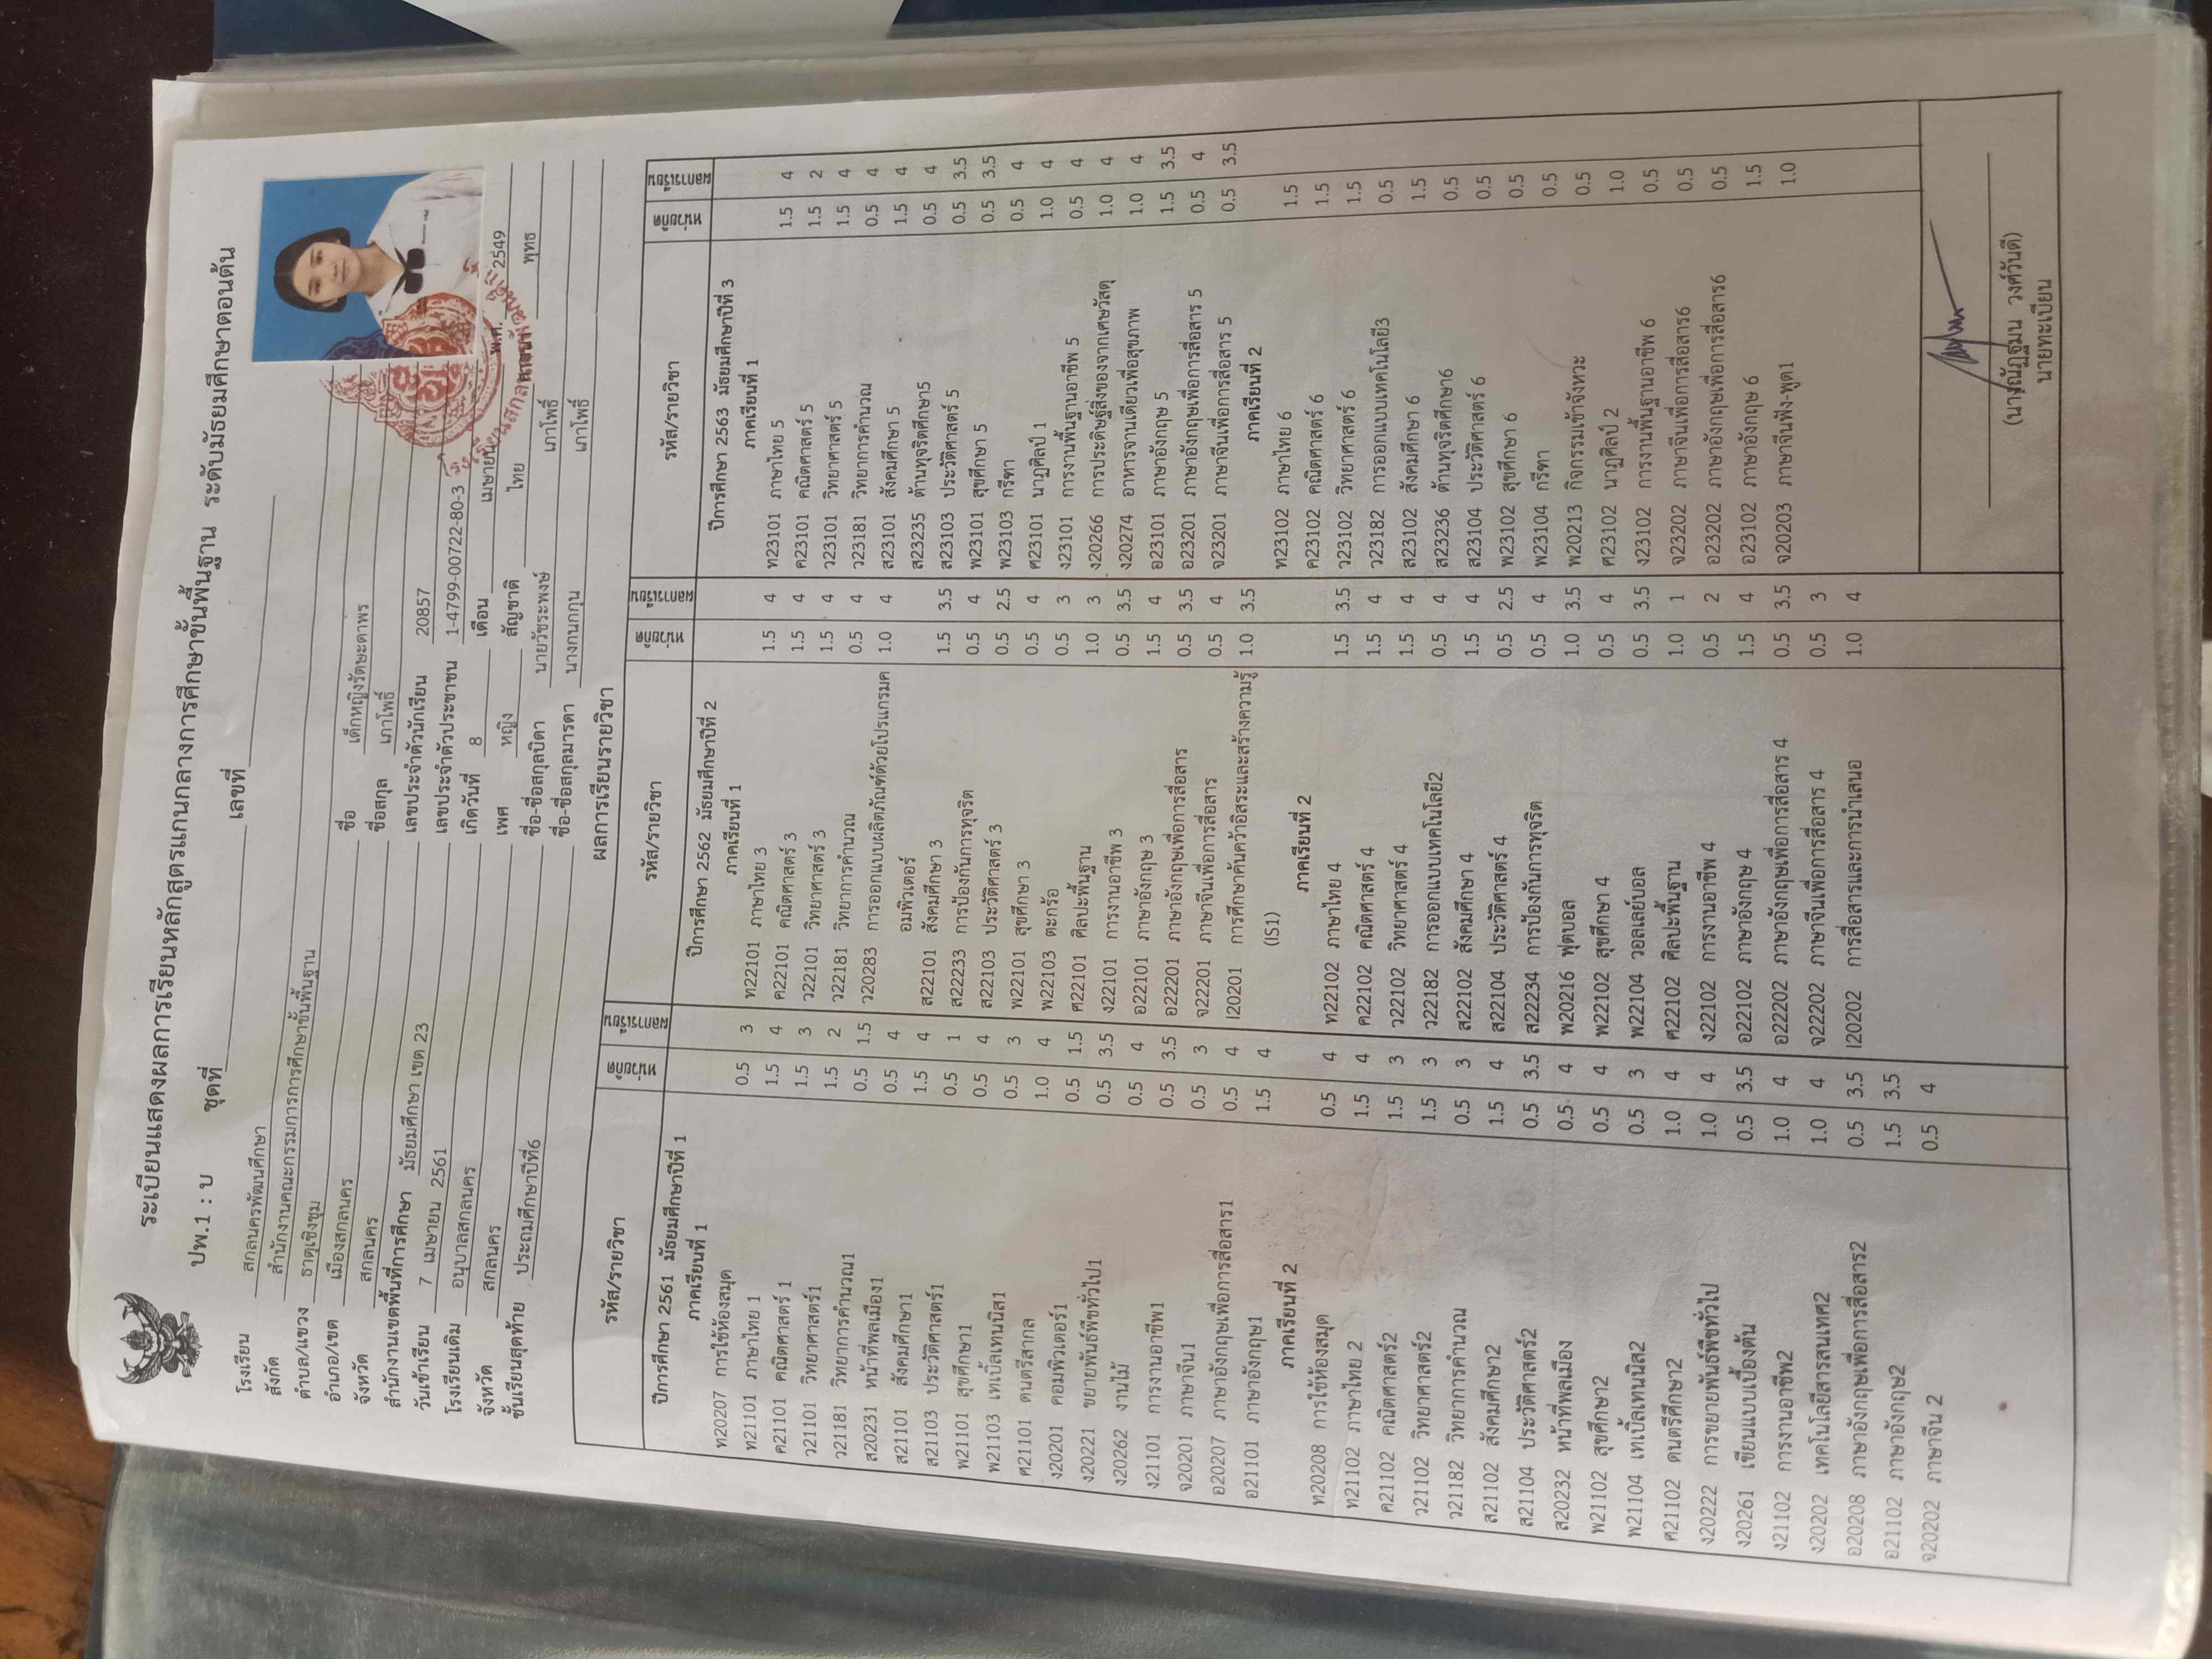 ระเบียนแสดงผลการเรียนหลักสูตรแกนกลางการศึกษาขั้นพื้นฐาน ระดับมัธยมศึกษาตอนต้น
ปพ.1 : บ ชุดที่ เลขที่
โรงเรียน สกลนครพัฒนศึกษา
สังกัด สำนักงานคณะกรรมการการศึกษาขั้นพื้นฐาน
ตำบล/แขวง ธาตุเชิงชุม
อำเภอ/เขต เมืองสกลนคร
จังหวัด สกลนคร
สำนักงานเขตพื้นที่การศึกษา มัธยมศึกษา เขต 23
วันเข้าเรียน 7 เมษายน 2561
โรงเรียนเดิม อนุบาลสกลนคร
จังหวัด สกลนคร
ชั้นเรียนสุดท้าย ประถมศึกษาปีที่6
ชื่อ เด็กหญิงรัตษะดาพร
ชื่อสกุล เภาโพธิ์
เลขประจำตัวนักเรียน 20857
เลขประจำตัวประชาชน 1-4799-00722-80-3
เกิดวันที่ 8 เดือน เมษายน พ.ศ. 2549
เพศ หญิง สัญชาติ ไทย ศาสนา พุทธ
ชื่อ-ชื่อสกุลบิดา นายวัชระพงษ์ เภาโพธิ์
ชื่อ-ชื่อสกุลมารดา นางกนกกุน เภาโพธิ์
ผลการเรียนรายวิชา
รหัส/รายวิชา หน่วยกิต ผลการเรียน
ปีการศึกษา 2561 มัธยมศึกษาปีที่ 1
ภาคเรียนที่ 1
ท20207 การใช้ห้องสมุด 0.5 3
ท21101 ภาษาไทย 1 1.5 4
ค21101 คณิตศาสตร์ 1 1.5 3
ว21101 วิทยาศาสตร์1 1.5 2
ว21181 วิทยาการคำนวณ1 0.5 1.5
ส20231 หน้าที่พลเมือง1 0.5 4
ส21101 สังคมศึกษา1 1.5 4
ส21103 ประวัติศาสตร์1 0.5 1
พ21101 สุขศึกษา1 0.5 4
พ21103 เทเบิ้ลเทนนิส1 0.5 3
ศ21101 ดนตรีสากล 1.0 4
ง20201 คอมพิวเตอร์1 0.5 1.5
ง20221 ขยายพันธ์พืชทั่วไป1 0.5 3.5
ง20262 งานไม้ 0.5 4
ง21101 การงานอาชีพ1 0.5 3.5
จ20201 ภาษาจีน1 0.5 3
อ20207 ภาษาอังกฤษเพื่อการสื่อสาร1 0.5 4
อ21101 ภาษาอังกฤษ1 1.5 4
ภาคเรียนที่ 2
ท20208 การใช้ห้องสมุด 0.5 4
ท21102 ภาษาไทย 2 1.5 4
ค21102 คณิตศาสตร์2 1.5 3
ว21102 วิทยาศาสตร์2 1.5 3
ว21182 วิทยาการคำนวณ 0.5 3
ส21102 สังคมศึกษา2 1.5 4
ส21104 ประวัติศาสตร์2 0.5 3.5
ส20232 หน้าที่พลเมือง 0.5 4
พ21102 สุขศึกษา2 0.5 4
พ21104 เทเบิ้ลเทนนิส2 0.5 3
ศ21102 ดนตรีศึกษา2 1.0 4
ง20222 การขยายพันธ์พืชทั่วไป 1.0 4
ง20261 เขียนแบบเบื้องต้น 0.5 3.5
ง21102 การงานอาชีพ2 1.0 4
ง20202 เทคโนโลยีสารสนเทศ2 1.0 4
อ20208 ภาษาอังกฤษเพื่อการสื่อสาร2 0.5 3.5
อ21102 ภาษาอังกฤษ2 1.5 3.5
จ20202 ภาษาจีน 2 0.5 4
รหัส/รายวิชา หน่วยกิต ผลการเรียน
ปีการศึกษา 2562 มัธยมศึกษาปีที่ 2
ภาคเรียนที่ 1
ท22101 ภาษาไทย 3 1.5 4
ค22101 คณิตศาสตร์ 3 1.5 4
ว22101 วิทยาศาสตร์ 3 1.5 4
ว22181 วิทยาการคำนวณ 0.5 4
ว20283 การออกแบบผลิตภัณฑ์ด้วยโปรแกรมค 1.0 4
อมพิวเตอร์
ส22101 สังคมศึกษา 3 1.5 3.5
ส22233 การป้องกันการทุจริต 0.5 4
ส22103 ประวัติศาสตร์ 3 0.5 2.5
พ22101 สุขศึกษา 3 0.5 4
พ22103 ตะกร้อ 0.5 3
ศ22101 ศิลปะพื้นฐาน 1.0 3
ง22101 การงานอาชีพ 3 0.5 3.5
อ22101 ภาษาอังกฤษ 3 1.5 4
อ22201 ภาษาอังกฤษเพื่อการสื่อสาร 0.5 3.5
จ22201 ภาษาจีนเพื่อการสื่อสาร 0.5 4
I20201 การศึกษาค้นคว้าอิสระและสร้างความรู้ 1.0 3.5
(IS1)
ภาคเรียนที่ 2
ท22102 ภาษาไทย 4 1.5 3.5
ค22102 คณิตศาสตร์ 4 1.5 4
ว22102 วิทยาศาสตร์ 4 1.5 4
ว22182 การออกแบบเทคโนโลยี2 0.5 4
ส22102 สังคมศึกษา 4 1.5 4
ส22104 ประวัติศาสตร์ 4 0.5 2.5
ส22234 การป้องกันการทุจริต 0.5 4
พ20216 ฟุตบอล 1.0 3.5
พ22102 สุขศึกษา 4 0.5 4
พ22104 วอลเลย์บอล 0.5 3.5
ศ22102 ศิลปะพื้นฐาน 1.0 1
ง22102 การงานอาชีพ 4 0.5 2
อ22102 ภาษาอังกฤษ 4 1.5 4
อ22202 ภาษาอังกฤษเพื่อการสื่อสาร 4 0.5 3.5
จ22202 ภาษาจีนเพื่อการสื่อสาร 4 0.5 3
I20202 การสื่อสารและการนำเสนอ 1.0 4
รหัส/รายวิชา หน่วยกิต ผลการเรียน
ปีการศึกษา 2563 มัธยมศึกษาปีที่ 3
ภาคเรียนที่ 1
ท23101 ภาษาไทย 5 1.5 4
ค23101 คณิตศาสตร์ 5 1.5 2
ว23101 วิทยาศาสตร์ 5 1.5 4
ว23181 วิทยาการคำนวณ 0.5 4
ส23101 สังคมศึกษา 5 1.5 4
ส23235 ต้านทุจริตศึกษา5 0.5 4
ส23103 ประวัติศาสตร์ 5 0.5 3.5
พ23101 สุขศึกษา 5 0.5 3.5
พ23103 กรีฑา 0.5 4
ศ23101 นาฏศิลป์ 1 1.0 4
ง23101 การงานพื้นฐานอาชีพ 5 0.5 4
ง20266 การประดิษฐ์สิ่งของจากเศษวัสดุ 1.0 4
ง20274 อาหารจานเดียวเพื่อสุขภาพ 1.0 4
อ23101 ภาษาอังกฤษ 5 1.5 3.5
อ23201 ภาษาอังกฤษเพื่อการสื่อสาร 5 0.5 4
จ23201 ภาษาจีนเพื่อการสื่อสาร 5 0.5 3.5
ภาคเรียนที่ 2
ท23102 ภาษาไทย 6 1.5
ค23102 คณิตศาสตร์ 6 1.5
ว23102 วิทยาศาสตร์ 6 1.5
ว23182 การออกแบบเทคโนโลยี3 0.5
ส23102 สังคมศึกษา 6 1.5
ส23236 ต้านทุจริตศึกษา6 0.5
ส23104 ประวัติศาสตร์ 6 0.5
พ23102 สุขศึกษา 6 0.5
พ23104 กรีฑา 0.5
พ20213 กิจกรรมเข้าจังหวะ 0.5
ศ23102 นาฏศิลป์ 2 1.0
ง23102 การงานพื้นฐานอาชีพ 6 0.5
จ23202 ภาษาจีนเพื่อการสื่อสาร6 0.5
อ23202 ภาษาอังกฤษเพื่อการสื่อสาร6 0.5
อ23102 ภาษาอังกฤษ 6 1.5
จ20203 ภาษาจีนฟัง-พูด1 1.0
(นางณัฏฐมน วงศ์วันดี)
นายทะเบียน